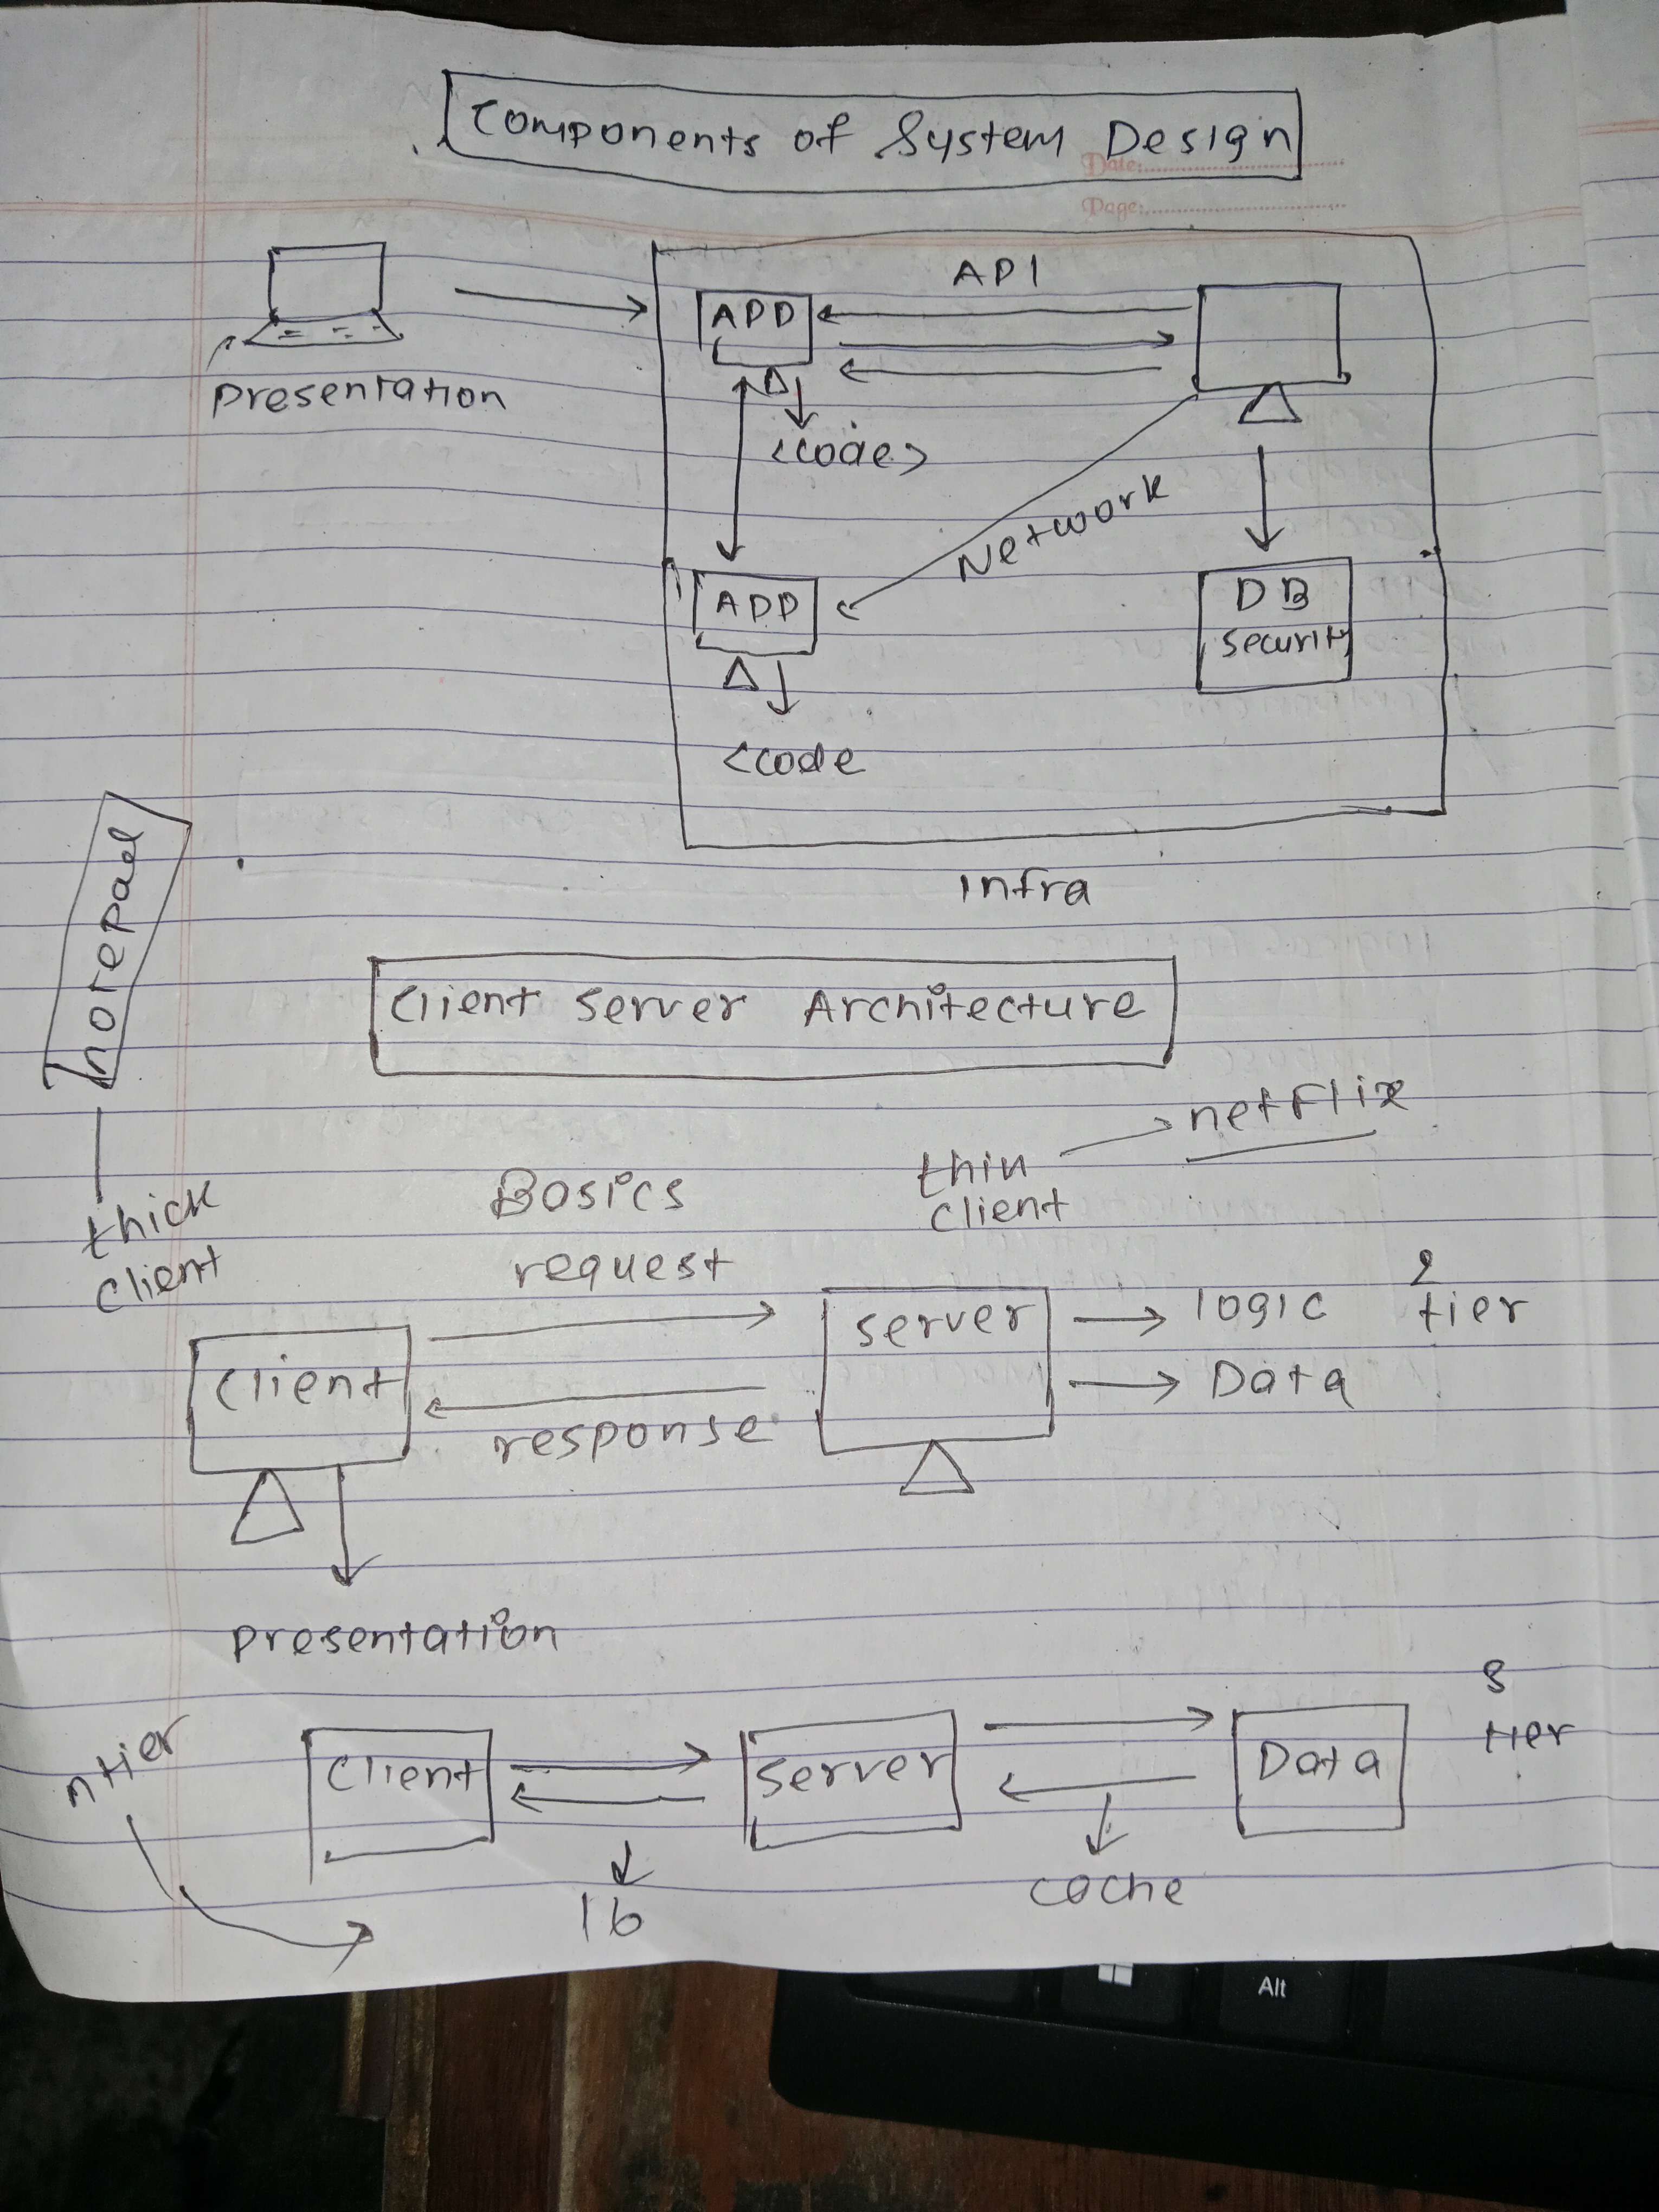 Components of System Design
Date:
Page:
API
APP
Presentation
<code>
Network
APP
DB
security
<code
Infra
notepad
Client Server Architecture
netflix
thin
client
Basics
thick
client
request
2
tier
Client
server
logic
Data
response
presentation
3
tier
n tier
Client
Server
Data
lb
cache
Alt